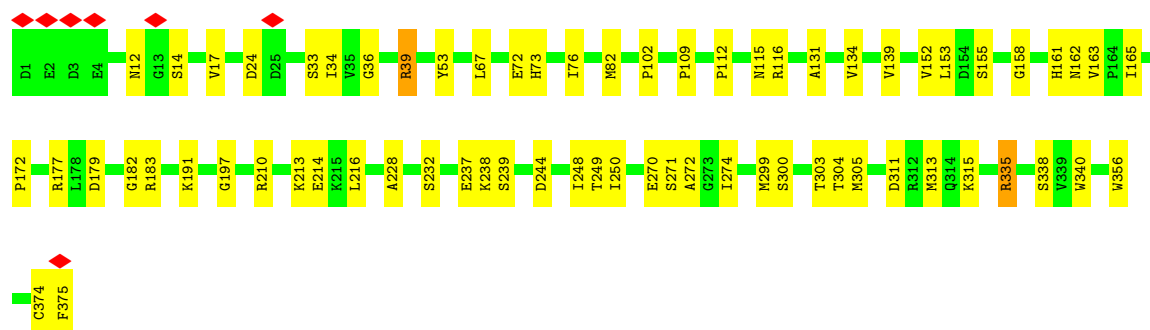 D1 E2 D3 E4 N12 G13 S14 V17 D24 D25 S33 I34 V35 G36 R39 Y53 L67 E72 H73 I76 M82 P102 P109 P112 N115 R116 A131 V134 V139 V152 L153 D154 S155 G158 H161 N162 V163 P164 I165
P172 R177 L178 D179 G182 R183 K191 G197 R210 K213 E214 K215 L216 A228 S232 E237 K238 S239 D244 I248 T249 I250 E270 S271 A272 G273 I274 M299 S300 T303 T304 M305 D311 R312 M313 Q314 K315 R335 S338 V339 W340 W356
C374 F375